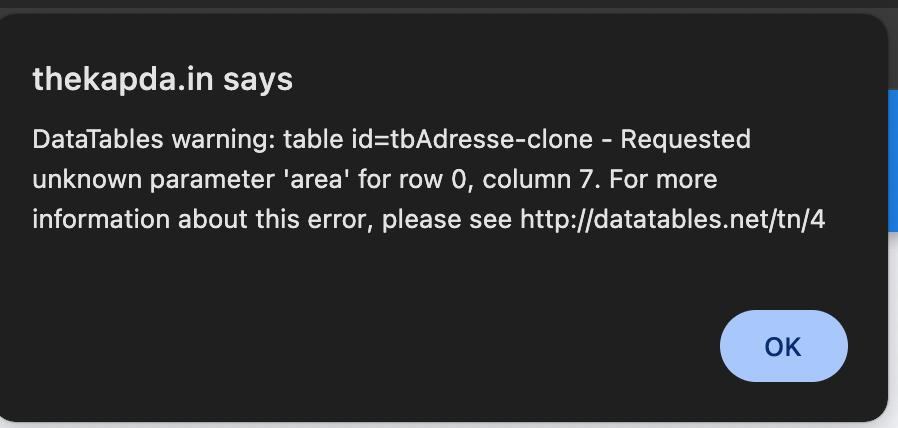 thekapda.in says
DataTables warning: table id=tbAdresse-clone - Requested
unknown parameter 'area' for row 0, column 7. For more
information about this error, please see http://datatables.net/tn/4
OK